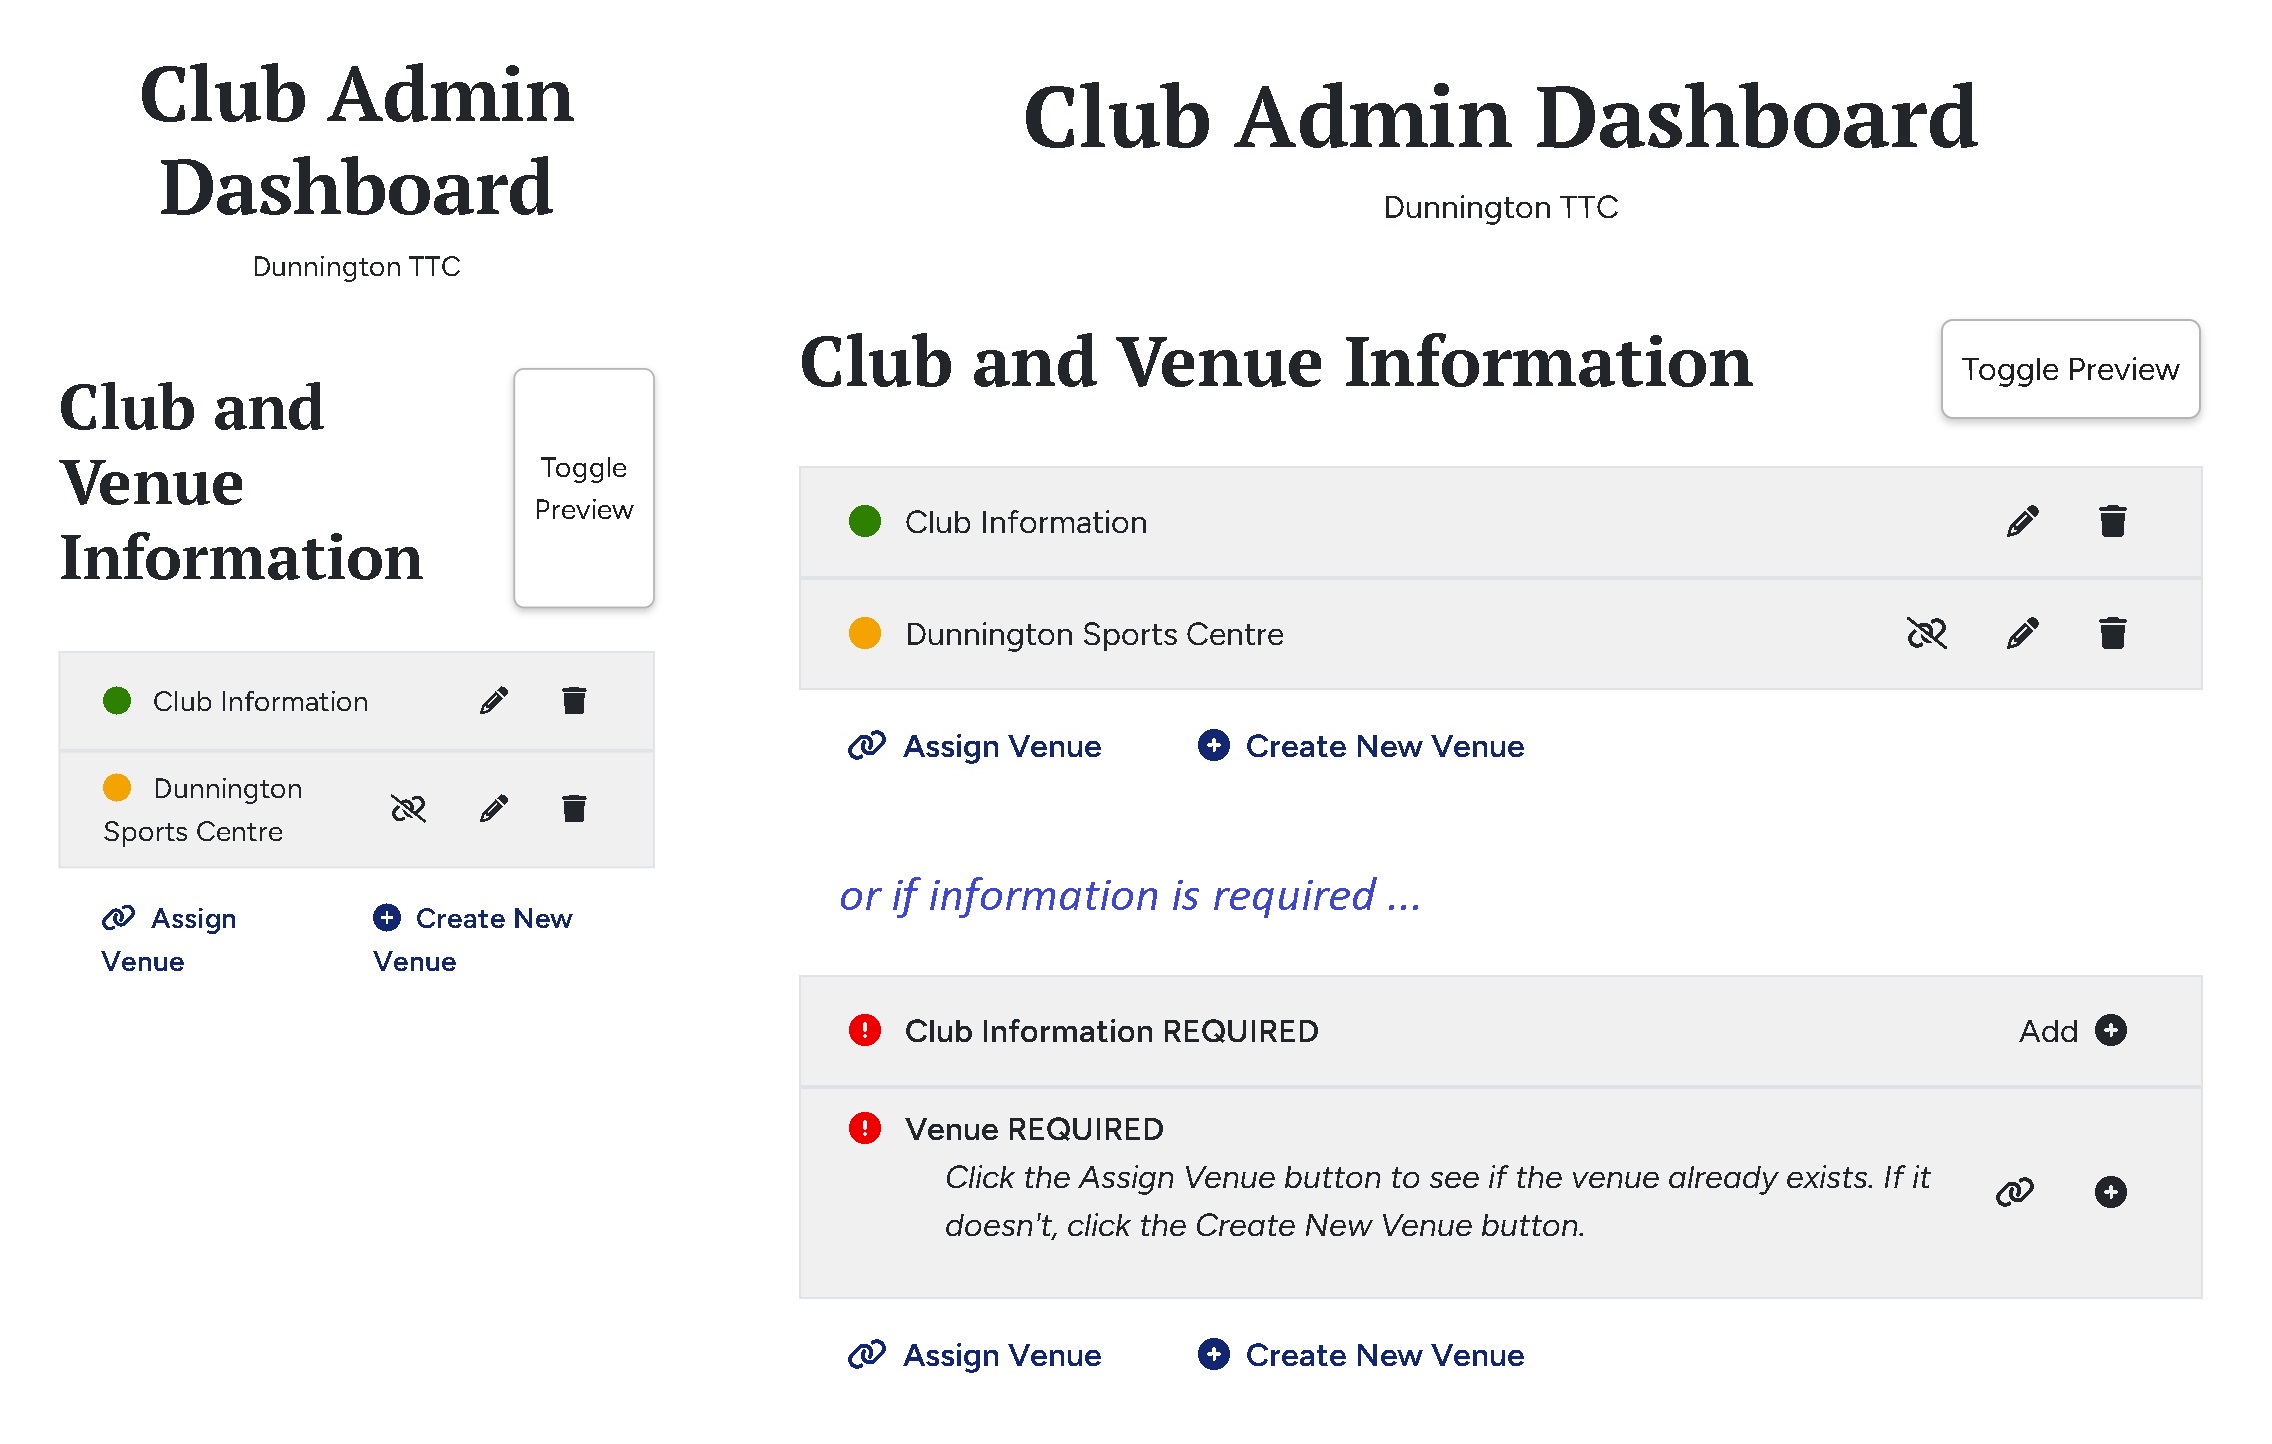 Club Admin
Dashboard
Dunnington TTC
Club and
Venue
Information
Toggle
Preview
Club Information
Dunnington
Sports Centre
Assign
Venue
Create New
Venue
Club Admin Dashboard
Dunnington TTC
Club and Venue Information
Toggle Preview
Club Information
Dunnington Sports Centre
Assign Venue
Create New Venue
or if information is required ...
Club Information REQUIRED
Add
Venue REQUIRED
Click the Assign Venue button to see if the venue already exists. If it
doesn't, click the Create New Venue button.
Assign Venue
Create New Venue